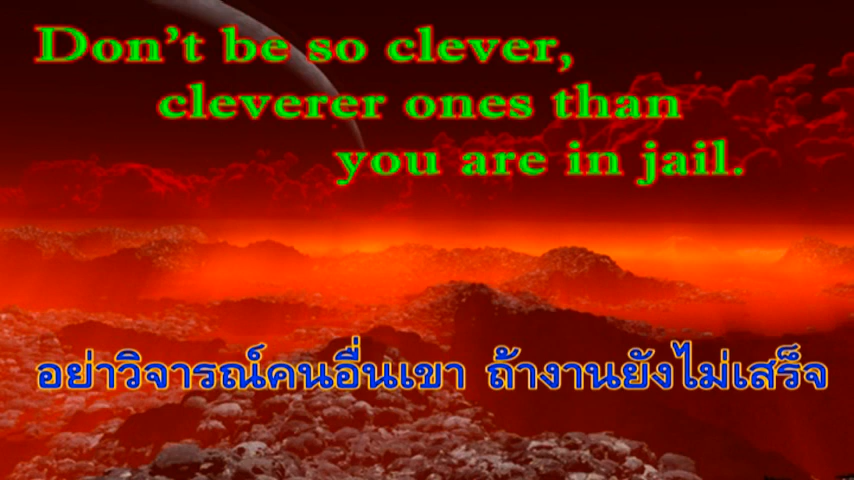 Don’t be so clever,
cleverer ones than
you are in jail.
อย่าวิจารณ์คนอื่นเขา ถ้างานยังไม่เสร็จ